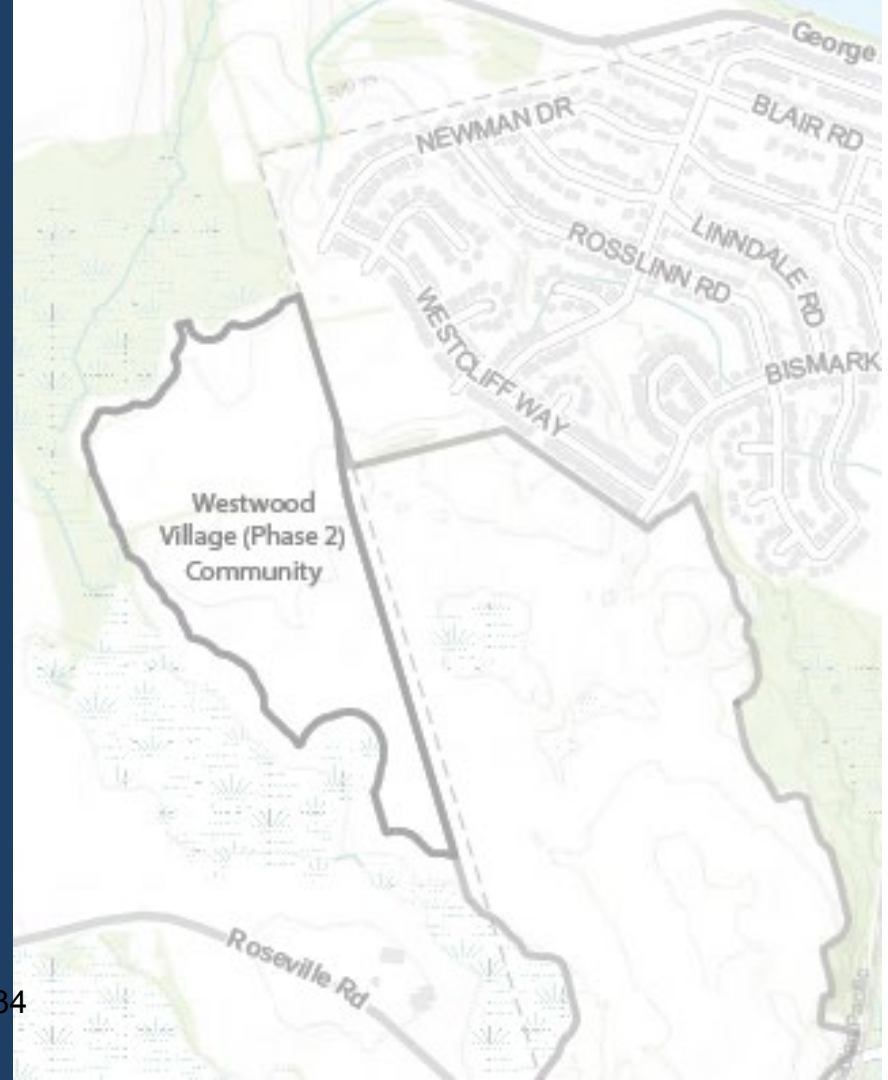 George
BLAIR RD
NEWMAN DR
LINNDALE RD
ROSSLINN RD
WESTCLIFF WAY
BISMARK
Westwood
Village (Phase 2)
Community
Roseville Rd
34
Pacific